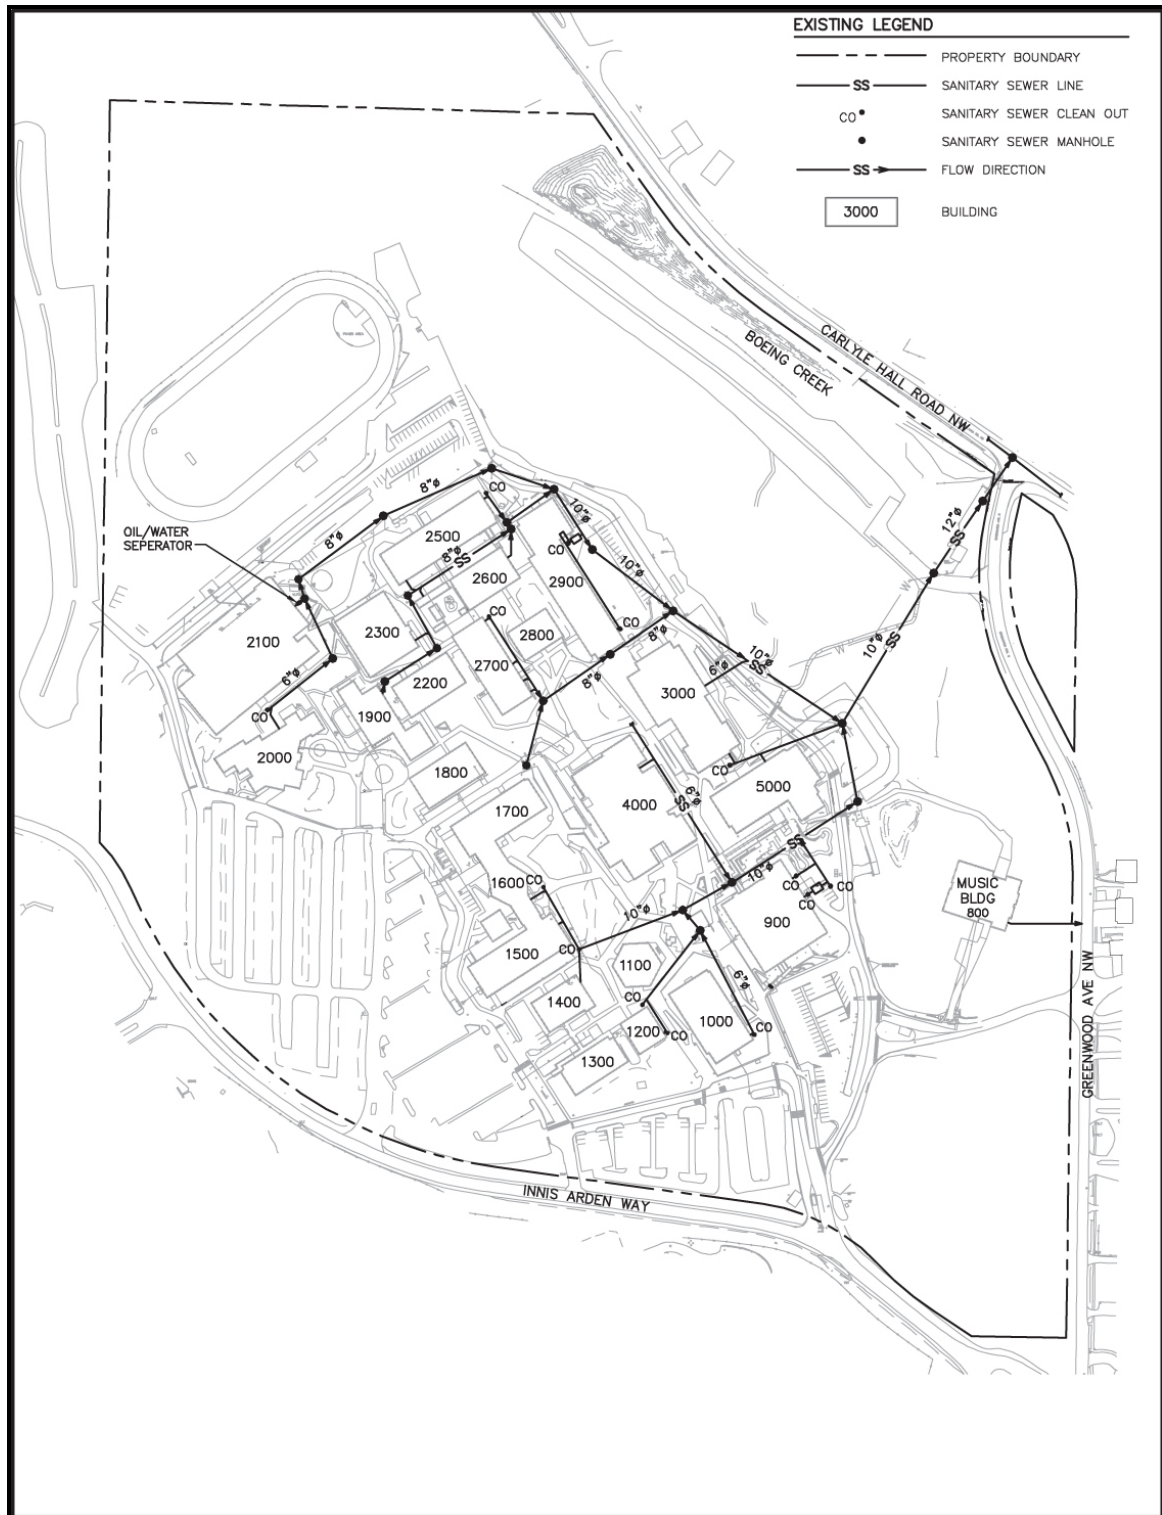 EXISTING LEGEND
PROPERTY BOUNDARY
SS
SANITARY SEWER LINE
CO
SANITARY SEWER CLEAN OUT
SANITARY SEWER MANHOLE
SS
FLOW DIRECTION
3000
BUILDING
CARLYLE HALL ROAD NW
BOEING CREEK
8"ø
CO
10"ø
12"ø
SS
OIL/WATER
SEPERATOR
8"ø
2500
8"ø
SS
CO
10"ø
2600
2900
W
CO
2100
2300
2800
CO
8"ø
10"ø
SS
W
6"ø
2700
8"ø
10"ø
SS
6"ø
2200
3000
CO
1900
2000
1800
CO
5000
1700
4000
6"ø
SS
SS
10"ø
1600
CO
CO
CO
CO
MUSIC
BLDG
800
10"ø
900
CO
1500
1100
6"ø
1400
CO
1000
CO
1200
CO
1300
GREENWOOD AVE NW
INNIS ARDEN WAY